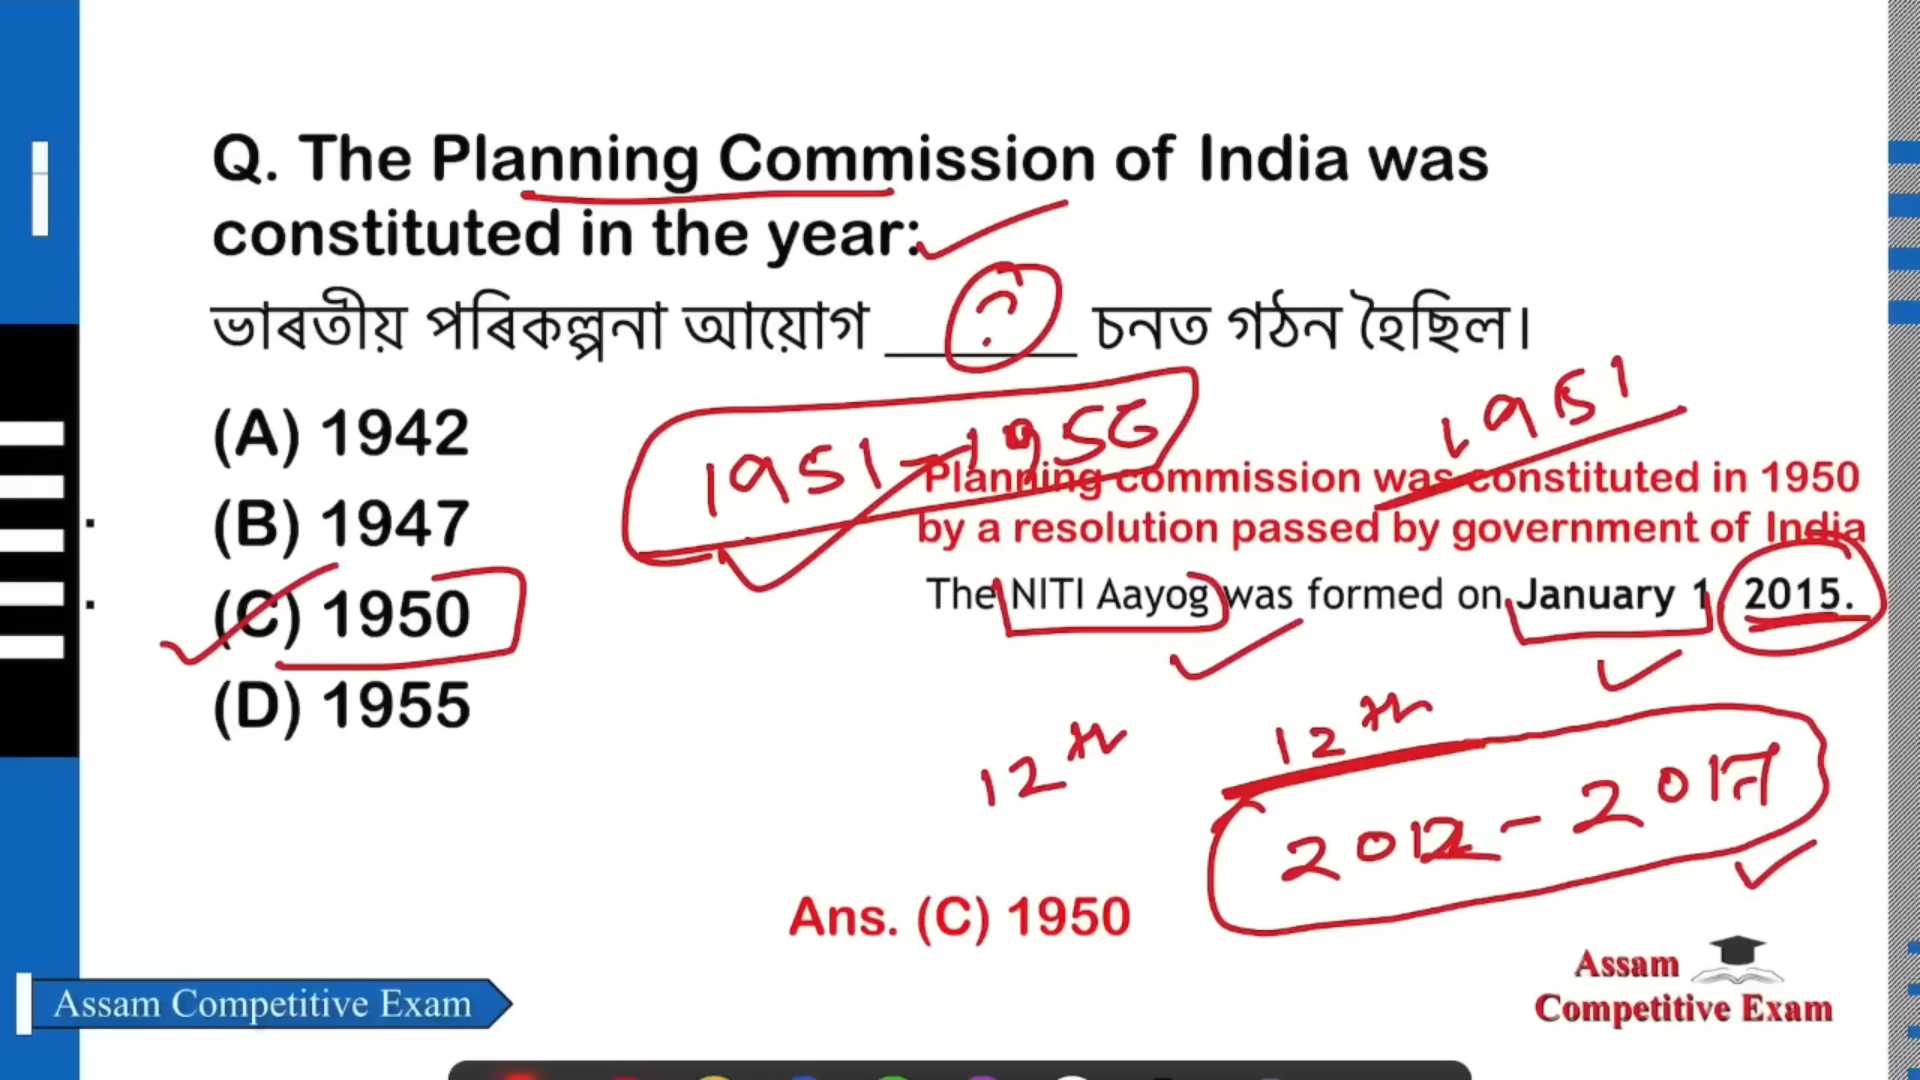 Q. The Planning Commission of India was
constituted in the year:
ভাৰতীয় পৰিকল্পনা আয়োগ ______ চনত গঠন হৈছিল।
?
(A) 1942
(B) 1947
(C) 1950
(D) 1955
1951-1956
1951
Planning commission was constituted in 1950
by a resolution passed by government of India
The NITI Aayog was formed on January 1 2015.
12th
12th
2012-2017
Ans. (C) 1950
Assam Competitive Exam
Assam
Competitive Exam